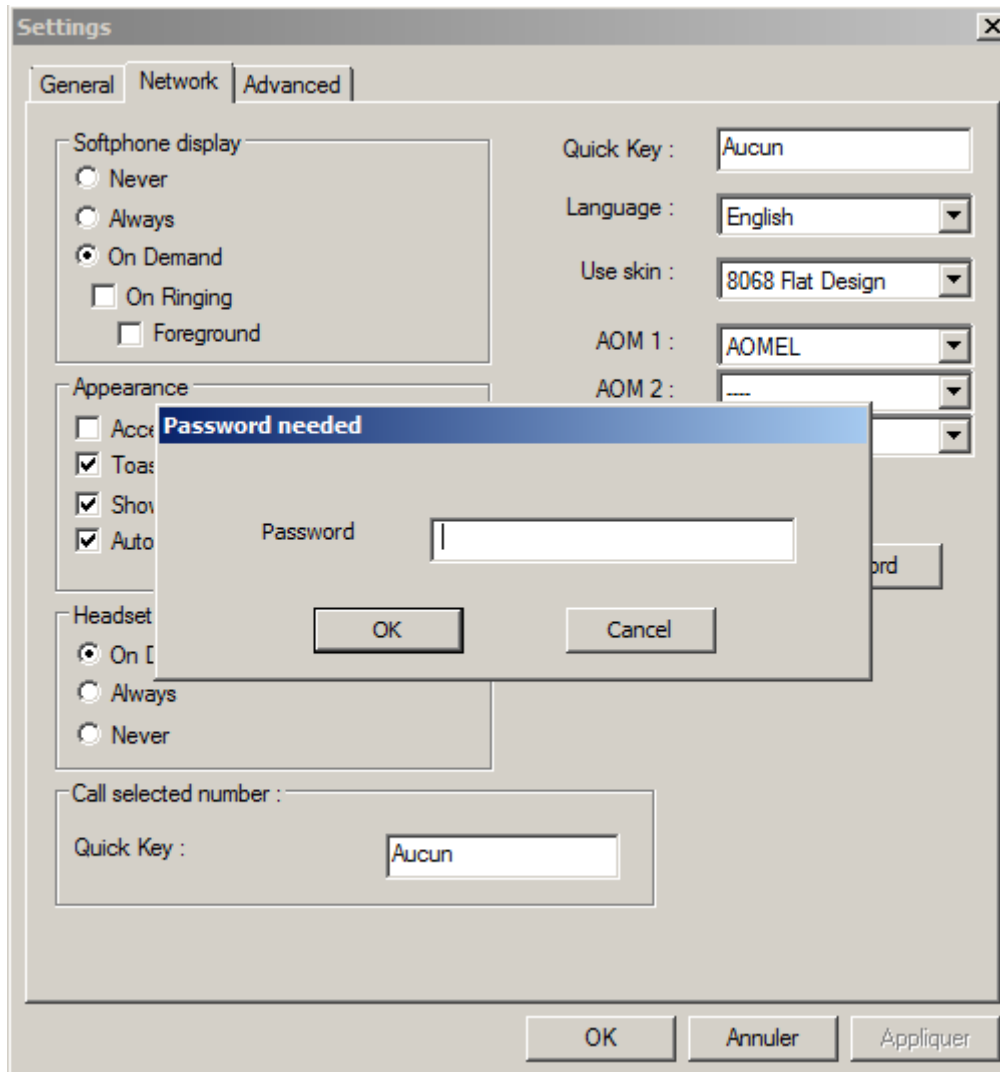 Settings
General Network Advanced
Softphone display
Never
Always
On Demand
On Ringing
Foreground
Quick Key : Aucun
Language : English
Use skin : 8068 Flat Design
AOM 1 : AOMEL
AOM 2 : ----
Appearance
Password needed
Password
OK Cancel
Headset
Always
Never
Call selected number :
Quick Key : Aucun
OK Annuler Appliquer